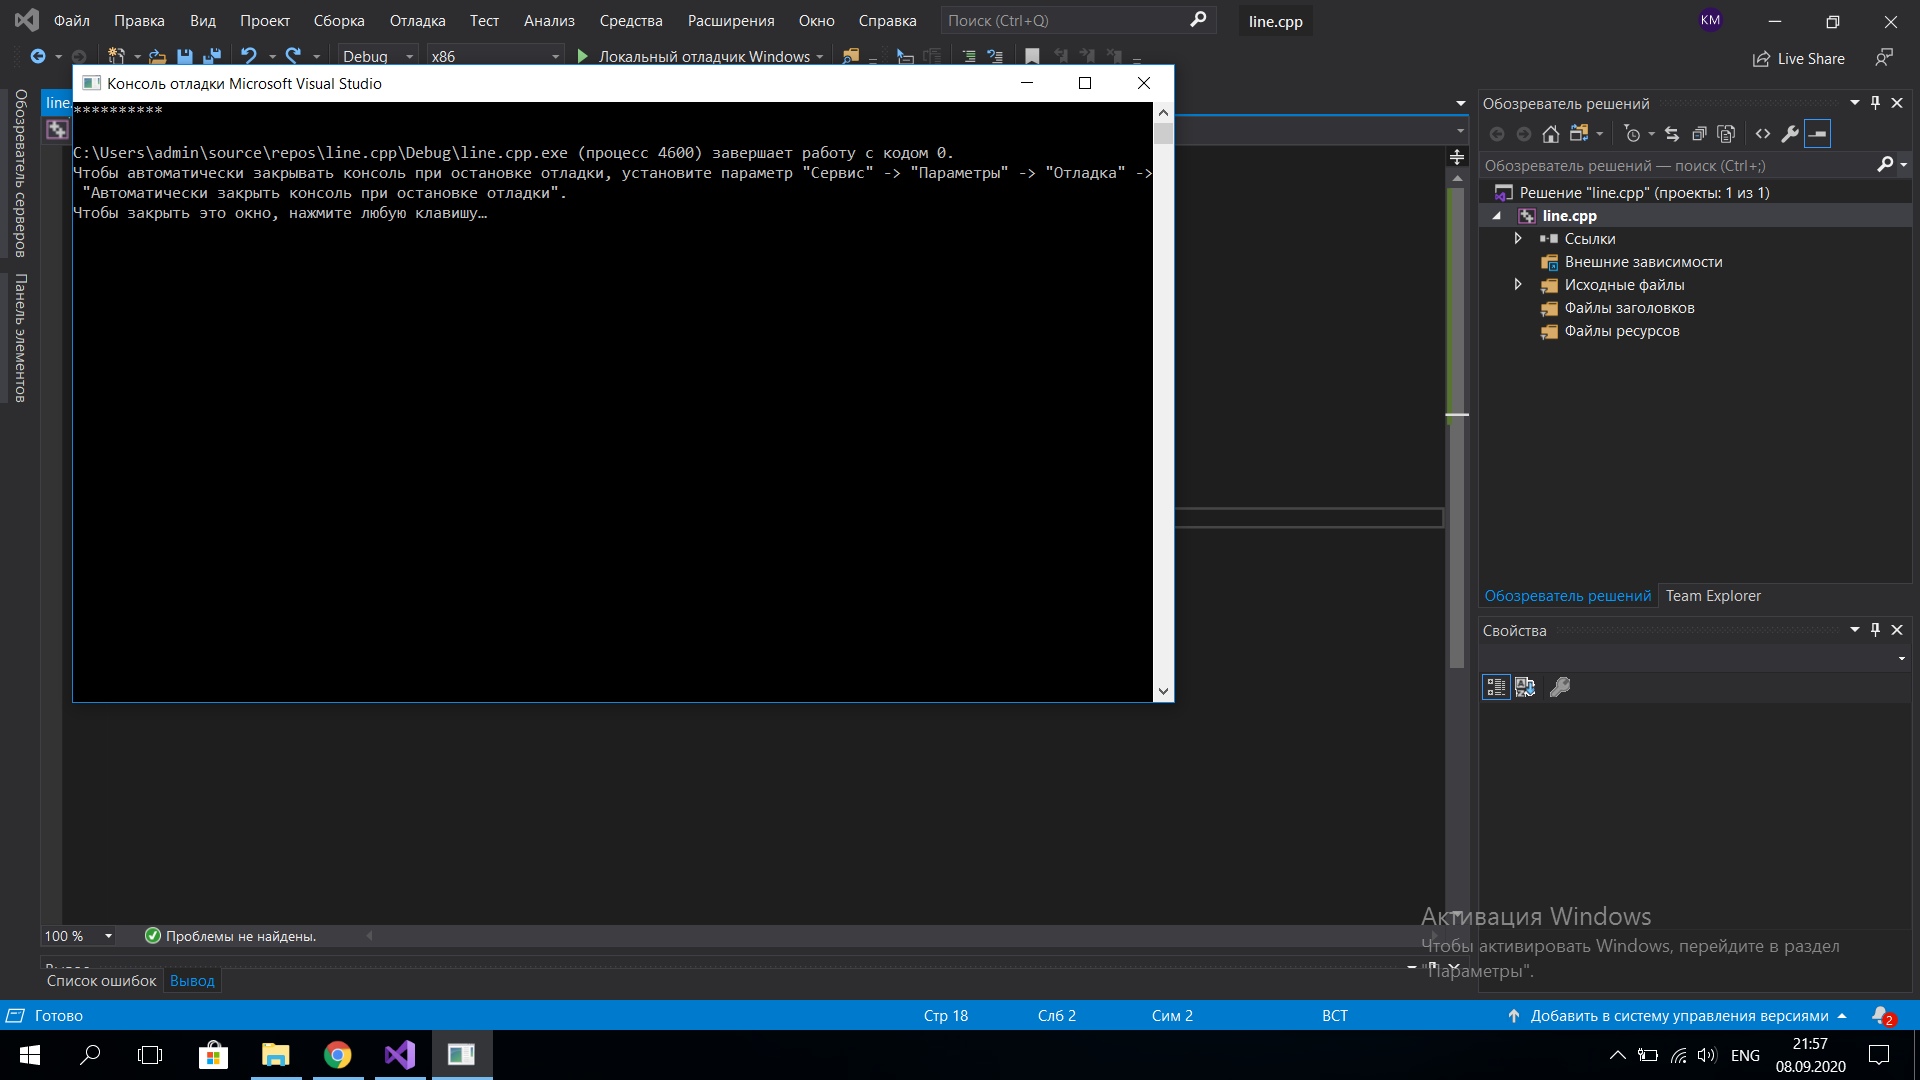 Файл Правка Вид Проект Сборка Отладка Тест Анализ Средства Расширения Окно Справка Поиск (Ctrl+Q) line.cpp KM
Debug x86 Локальный отладчик Windows Live Share
Консоль отладки Microsoft Visual Studio
line.
**********
C:\Users\admin\source\repos\line.cpp\Debug\line.cpp.exe (процесс 4600) завершает работу с кодом 0.
Чтобы автоматически закрывать консоль при остановке отладки, установите параметр "Сервис" -> "Параметры" -> "Отладка" ->
"Автоматически закрыть консоль при остановке отладки".
Чтобы закрыть это окно, нажмите любую клавишу…
Обозреватель серверов
Панель элементов
Обозреватель решений
Обозреватель решений — поиск (Ctrl+;)
Решение "line.cpp" (проекты: 1 из 1)
line.cpp
Ссылки
Внешние зависимости
Исходные файлы
Файлы заголовков
Файлы ресурсов
Обозреватель решений Team Explorer
Свойства
100 % Проблемы не найдены.
Вывод
Список ошибок Вывод
Активация Windows
Чтобы активировать Windows, перейдите в раздел
"Параметры".
Готово Стр 18 Слб 2 Сим 2 ВСТ Добавить в систему управления версиями 2
ENG 21:57
08.09.2020